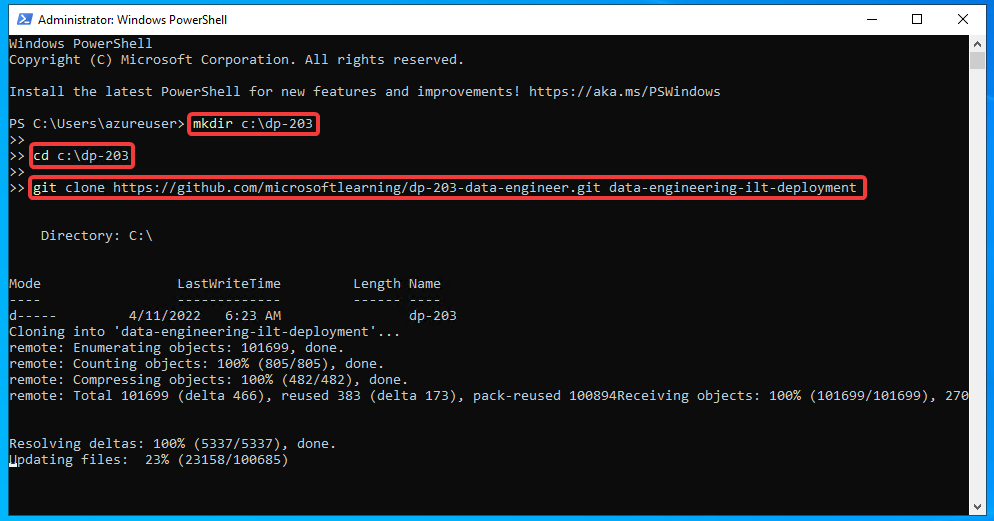 Administrator: Windows PowerShell
Windows PowerShell
Copyright (C) Microsoft Corporation. All rights reserved.
Install the latest PowerShell for new features and improvements! https://aka.ms/PSWindows
PS C:\Users\azureuser> mkdir c:\dp-203
>>
>> cd c:\dp-203
>>
>> git clone https://github.com/microsoftlearning/dp-203-data-engineer.git data-engineering-ilt-deployment
Directory: C:\
Mode LastWriteTime Length Name
---- ------------- ------ ----
d----- 4/11/2022 6:23 AM dp-203
Cloning into 'data-engineering-ilt-deployment'...
remote: Enumerating objects: 101699, done.
remote: Counting objects: 100% (805/805), done.
remote: Compressing objects: 100% (482/482), done.
remote: Total 101699 (delta 466), reused 383 (delta 173), pack-reused 100894Receiving objects: 100% (101699/101699), 270
Resolving deltas: 100% (5337/5337), done.
Updating files: 23% (23158/100685)